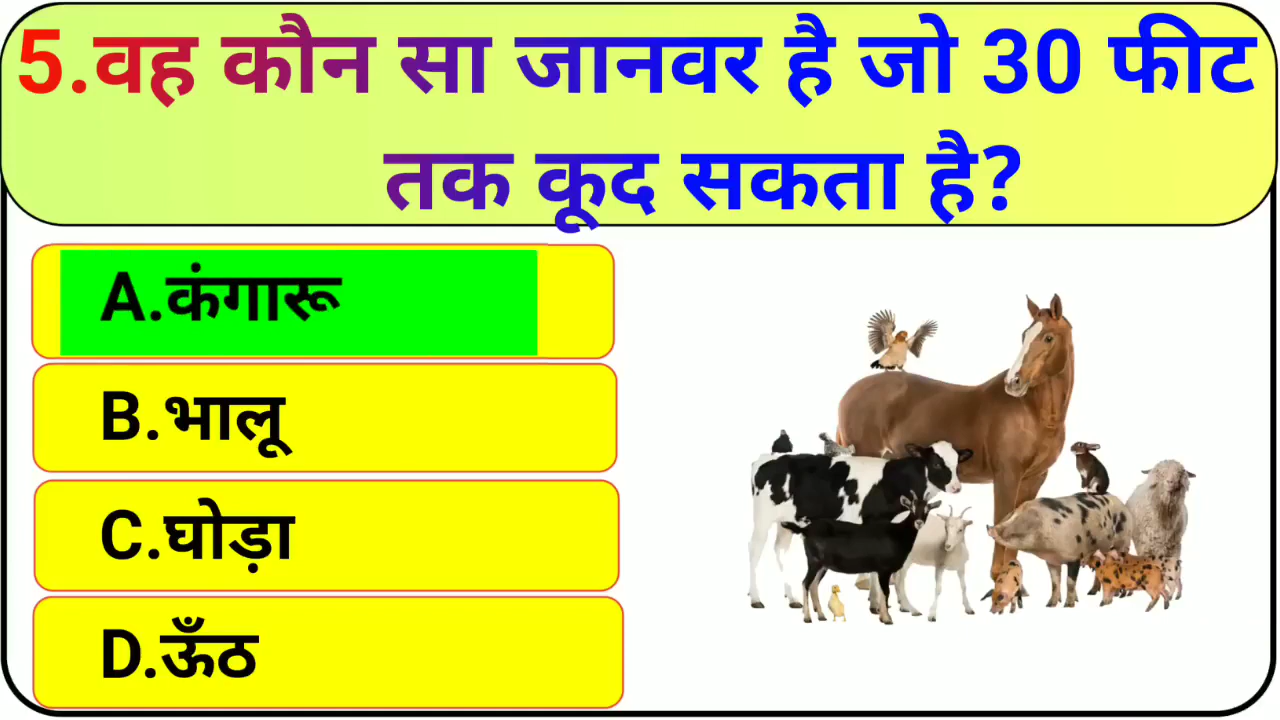 5.वह कौन सा जानवर है जो 30 फीट
तक कूद सकता है?
A.कंगारू
B.भालू
C.घोड़ा
D.ऊँठ